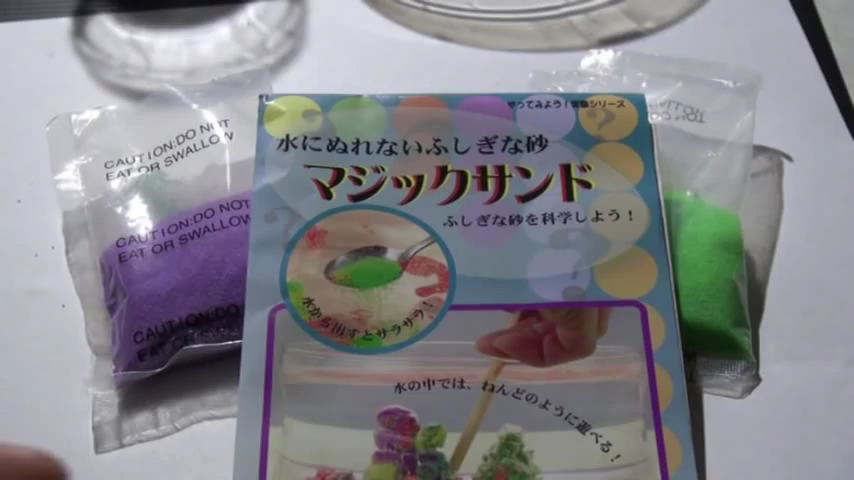 CAUTION:DO NOT
EAT OR SWALLOW
CAUTION:DO NOT
EAT OR SWALLOW
CAUTION:DO
やってみよう!実験シリーズ
水にぬれないふしぎな砂
マジックサンド
ふしぎな砂を科学しよう!
水から出すとサラサラ!
水の中では、ねんどのように遊べる!